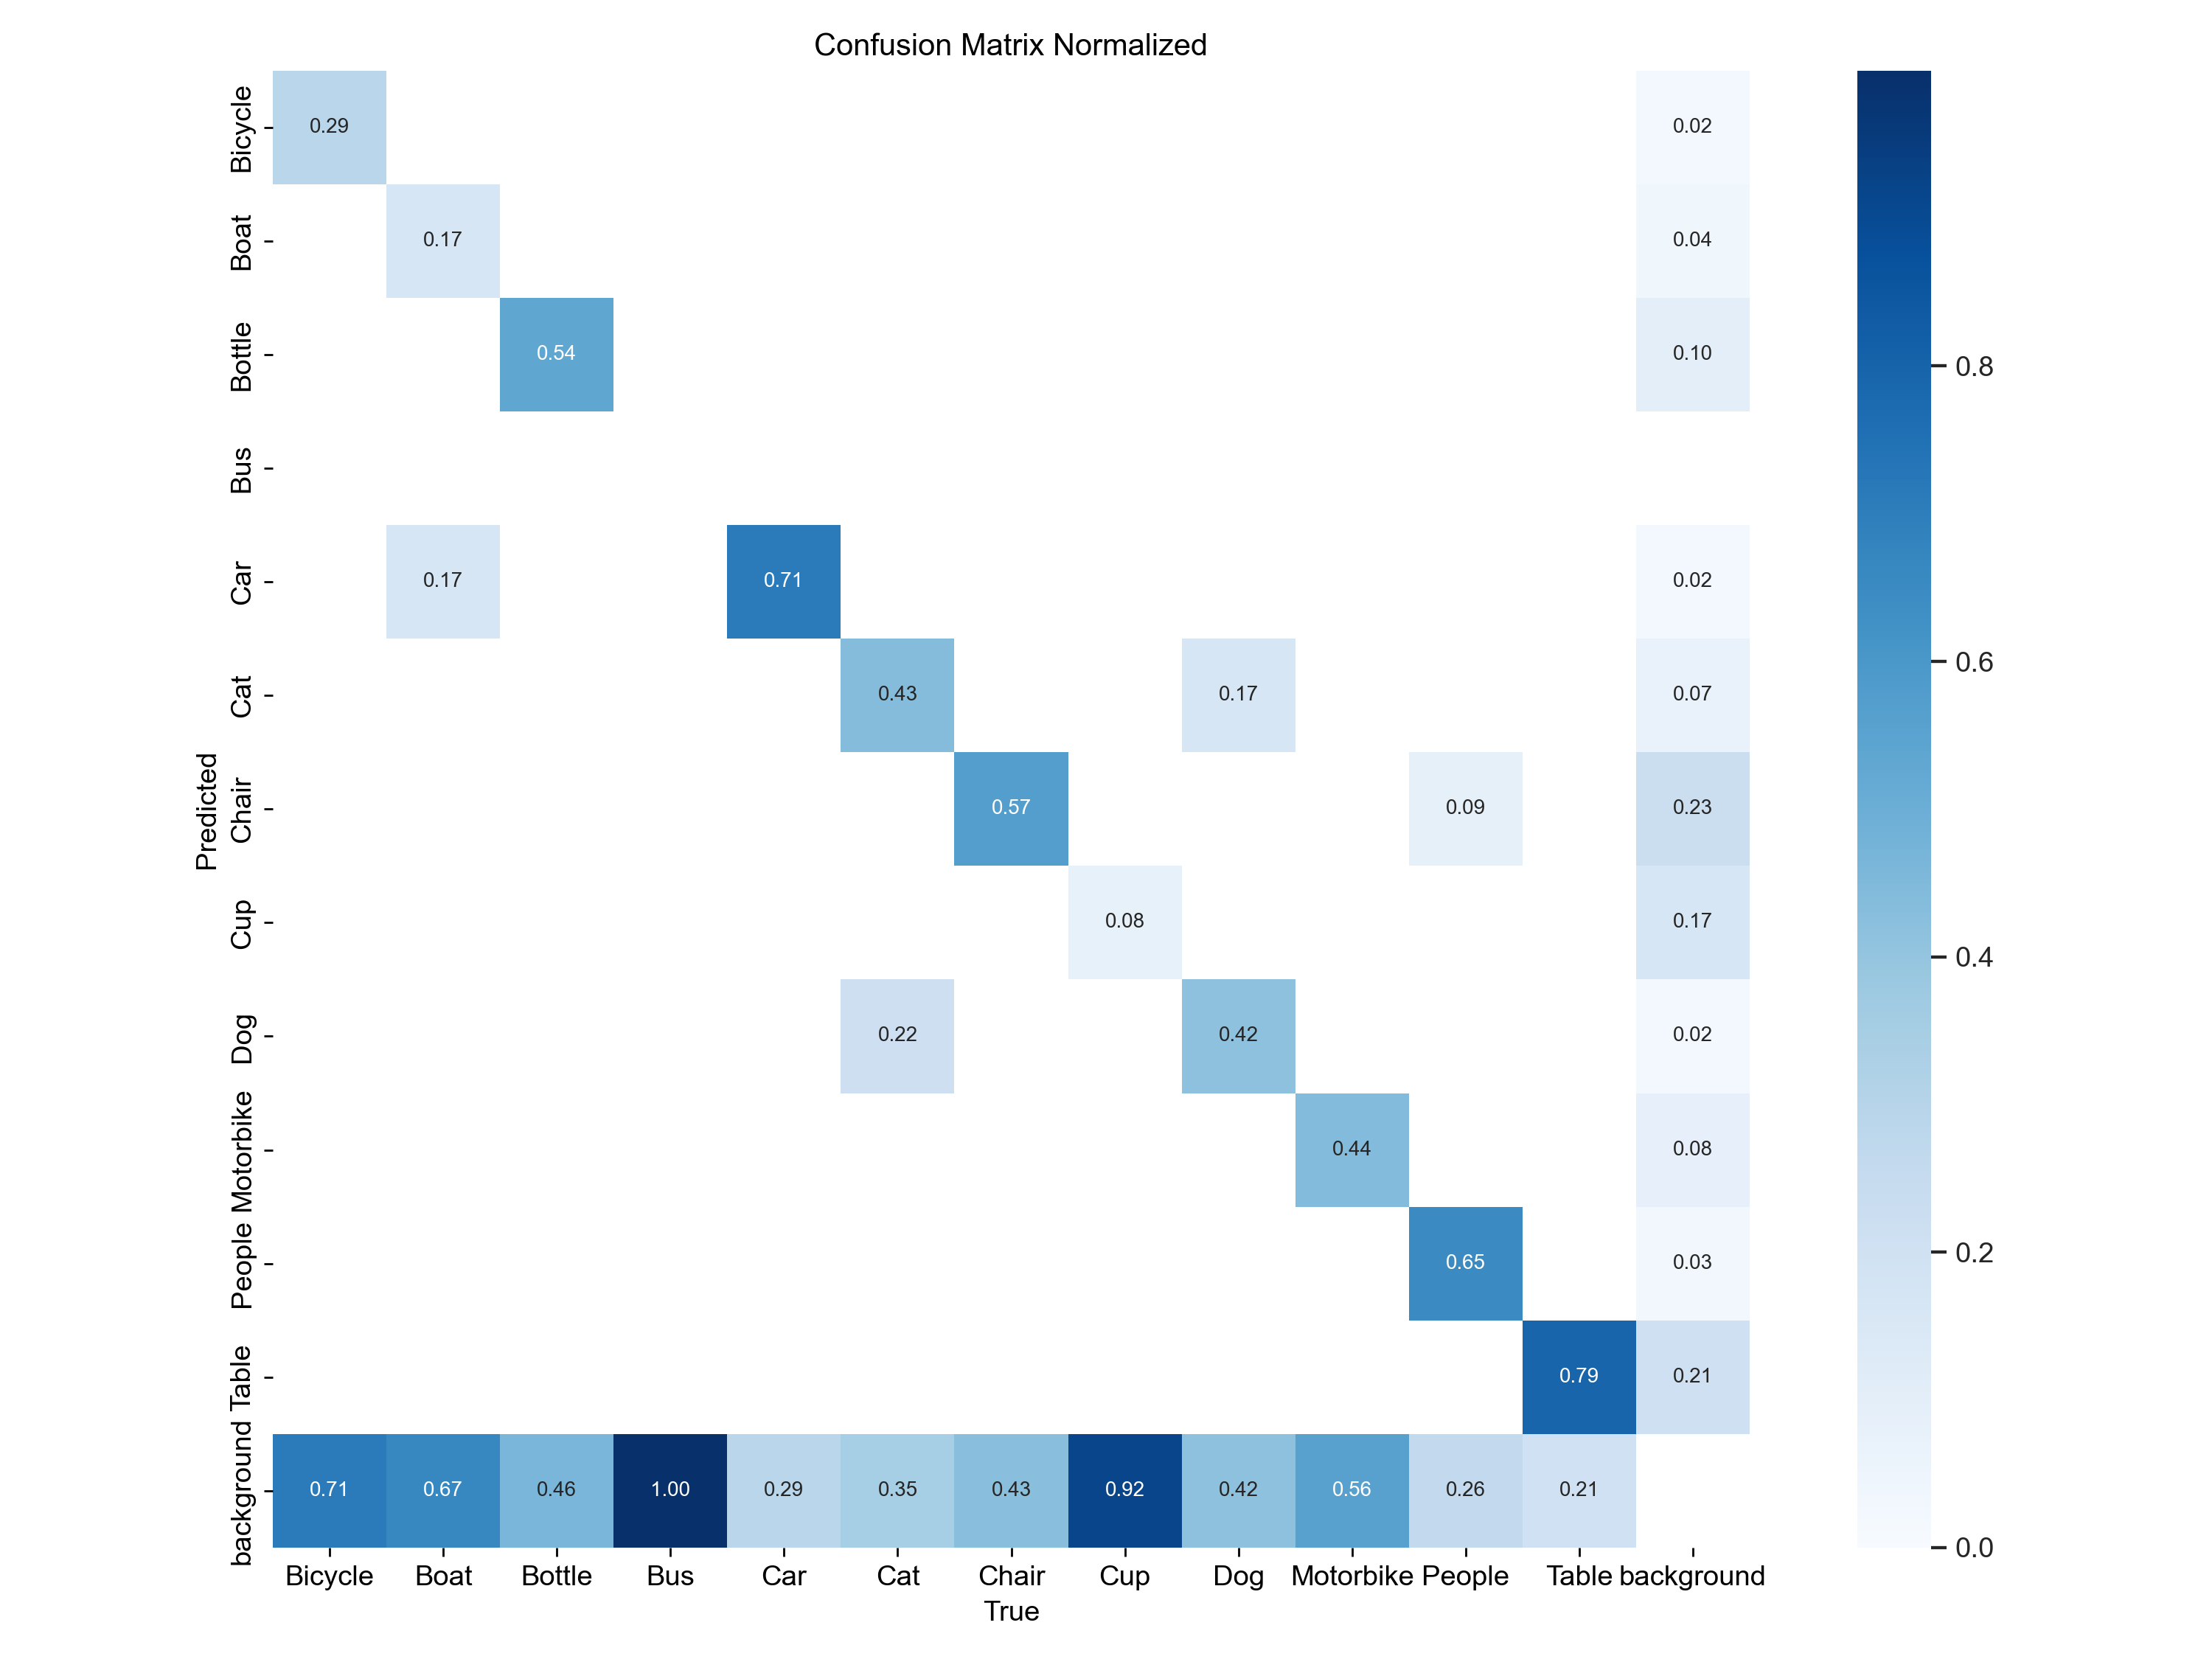 Confusion Matrix Normalized
Bicycle 0.29 0.02
Boat 0.17 0.04
Bottle 0.54 0.10
Bus
Car 0.17 0.71 0.02
Cat 0.43 0.17 0.07
Chair 0.57 0.09 0.23
Cup 0.08 0.17
Dog 0.22 0.42 0.02
Motorbike 0.44 0.08
People 0.65 0.03
Table 0.79 0.21
background 0.71 0.67 0.46 1.00 0.29 0.35 0.43 0.92 0.42 0.56 0.26 0.21
Predicted
Bicycle Boat Bottle Bus Car Cat Chair Cup Dog Motorbike People Table background
True
0.8
0.6
0.4
0.2
0.0